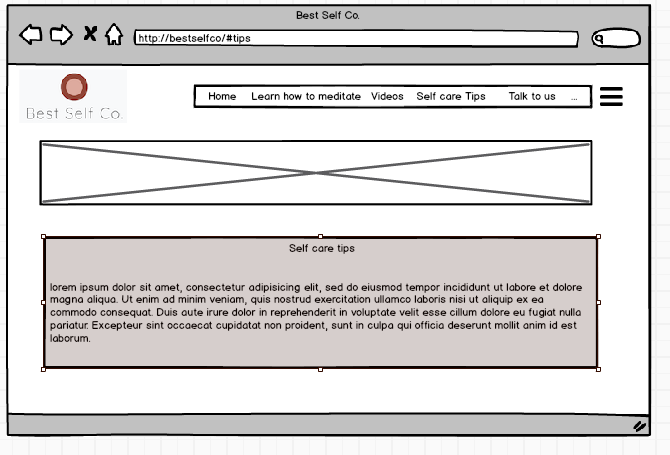 Best Self Co.
http://bestselfco/#tips
Best Self Co.
Home Learn how to meditate Videos Self care Tips Talk to us ...
Self care tips
lorem ipsum dolor sit amet, consectetur adipisicing elit, sed do eiusmod tempor incididunt ut labore et dolore
magna aliqua. Ut enim ad minim veniam, quis nostrud exercitation ullamco laboris nisi ut aliquip ex ea
commodo consequat. Duis aute irure dolor in reprehenderit in voluptate velit esse cillum dolore eu fugiat nulla
pariatur. Excepteur sint occaecat cupidatat non proident, sunt in culpa qui officia deserunt mollit anim id est
laborum.